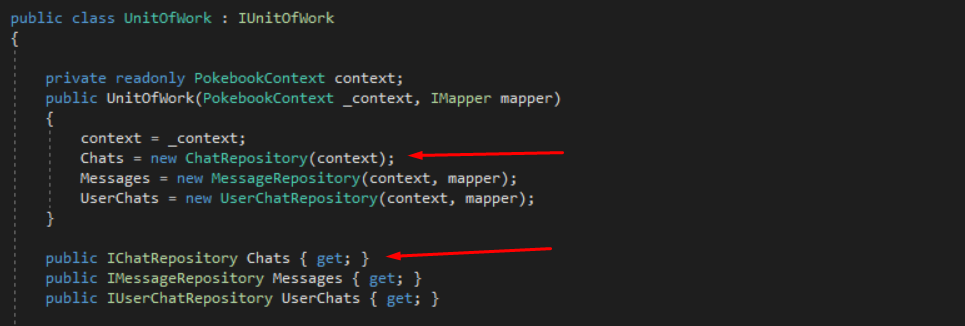 public class UnitOfWork : IUnitOfWork
{
private readonly PokebookContext context;
public UnitOfWork(PokebookContext _context, IMapper mapper)
{
context = _context;
Chats = new ChatRepository(context);
Messages = new MessageRepository(context, mapper);
UserChats = new UserChatRepository(context, mapper);
}
public IChatRepository Chats { get; }
public IMessageRepository Messages { get; }
public IUserChatRepository UserChats { get; }